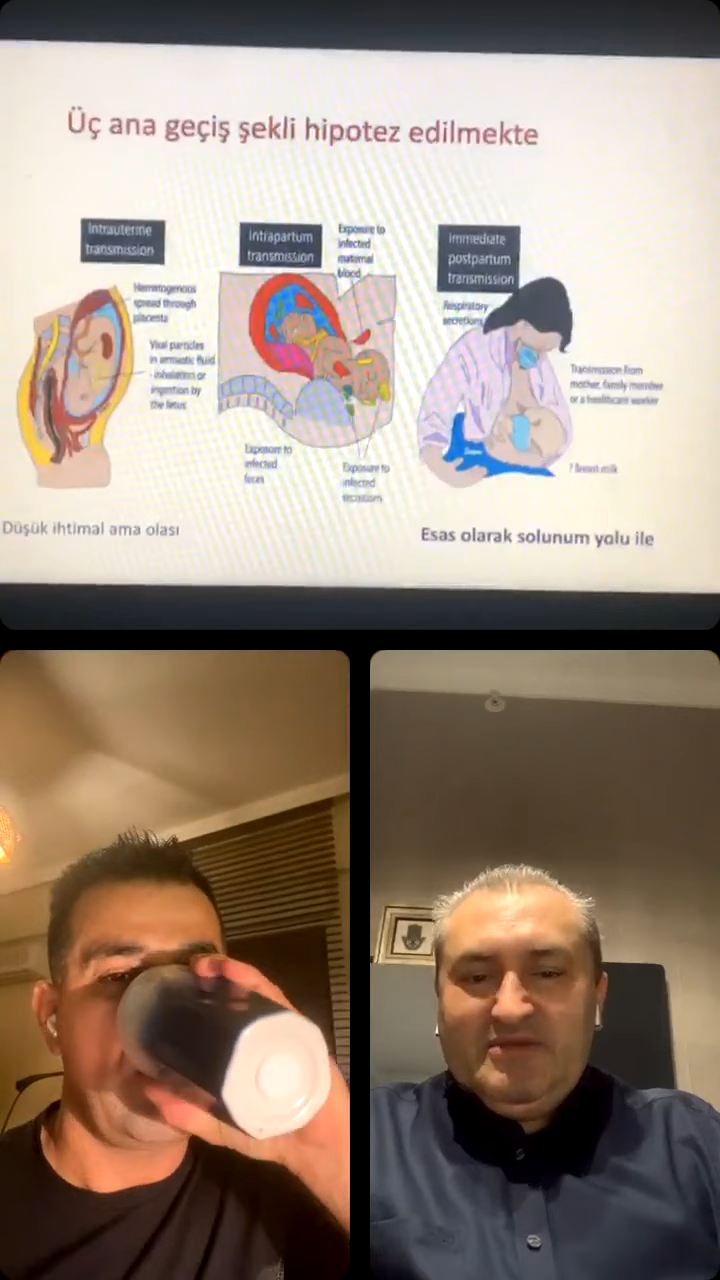 Üç ana geçiş şekli hipotez edilmekte
Intrauterine
transmission
Hematogenous
spread through
placenta
Viral particles
in amniotic fluid
- inhalation or
ingestion by
the fetus
Düşük ihtimal ama olası
Intrapartum
transmission
Exposure to
infected
maternal
blood
Exposure to
infected
feces
Exposure to
infected
secretions
Immediate
postpartum
transmission
Respiratory
secretions
Transmission from
mother, family member
or a healthcare worker
? Breast milk
Esas olarak solunum yolu ile